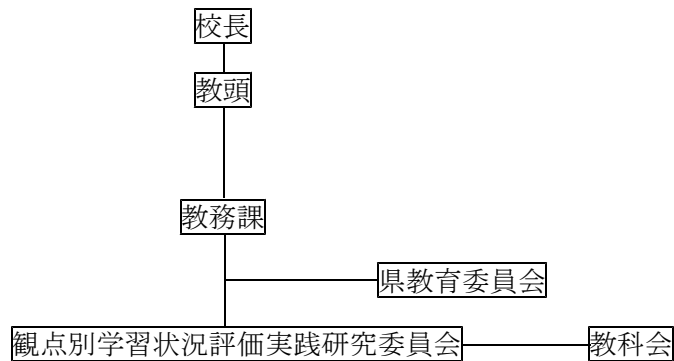 校長
教頭
教務課
県教育委員会
観点別学習状況評価実践研究委員会
教科会